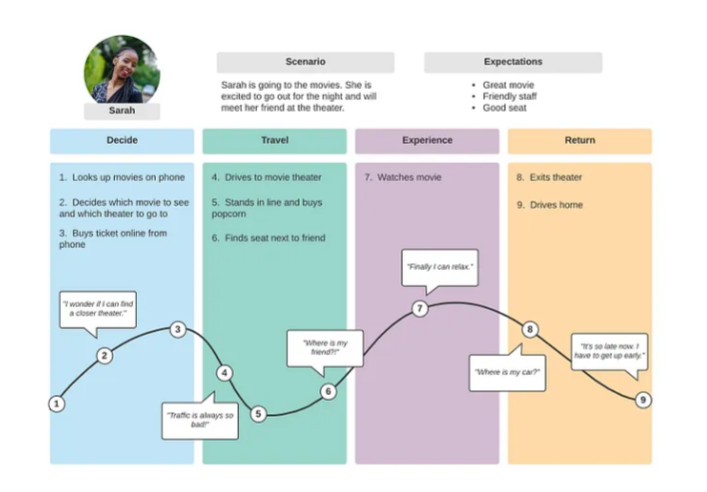 Sarah
Scenario
Sarah is going to the movies. She is
excited to go out for the night and will
meet her friend at the theater.
Expectations
• Great movie
• Friendly staff
• Good seat
Decide
Travel
Experience
Return
1. Looks up movies on phone
2. Decides which movie to see
and which theater to go to
3. Buys ticket online from
phone
4. Drives to movie theater
5. Stands in line and buys
popcorn
6. Finds seat next to friend
7. Watches movie
8. Exits theater
9. Drives home
"I wonder if I can find
a closer theater."
"Traffic is always so
bad!"
"Where is my
friend?!"
"Finally I can relax."
"Where is my car?"
"It's so late now. I
have to get up early."
1
2
3
4
5
6
7
8
9